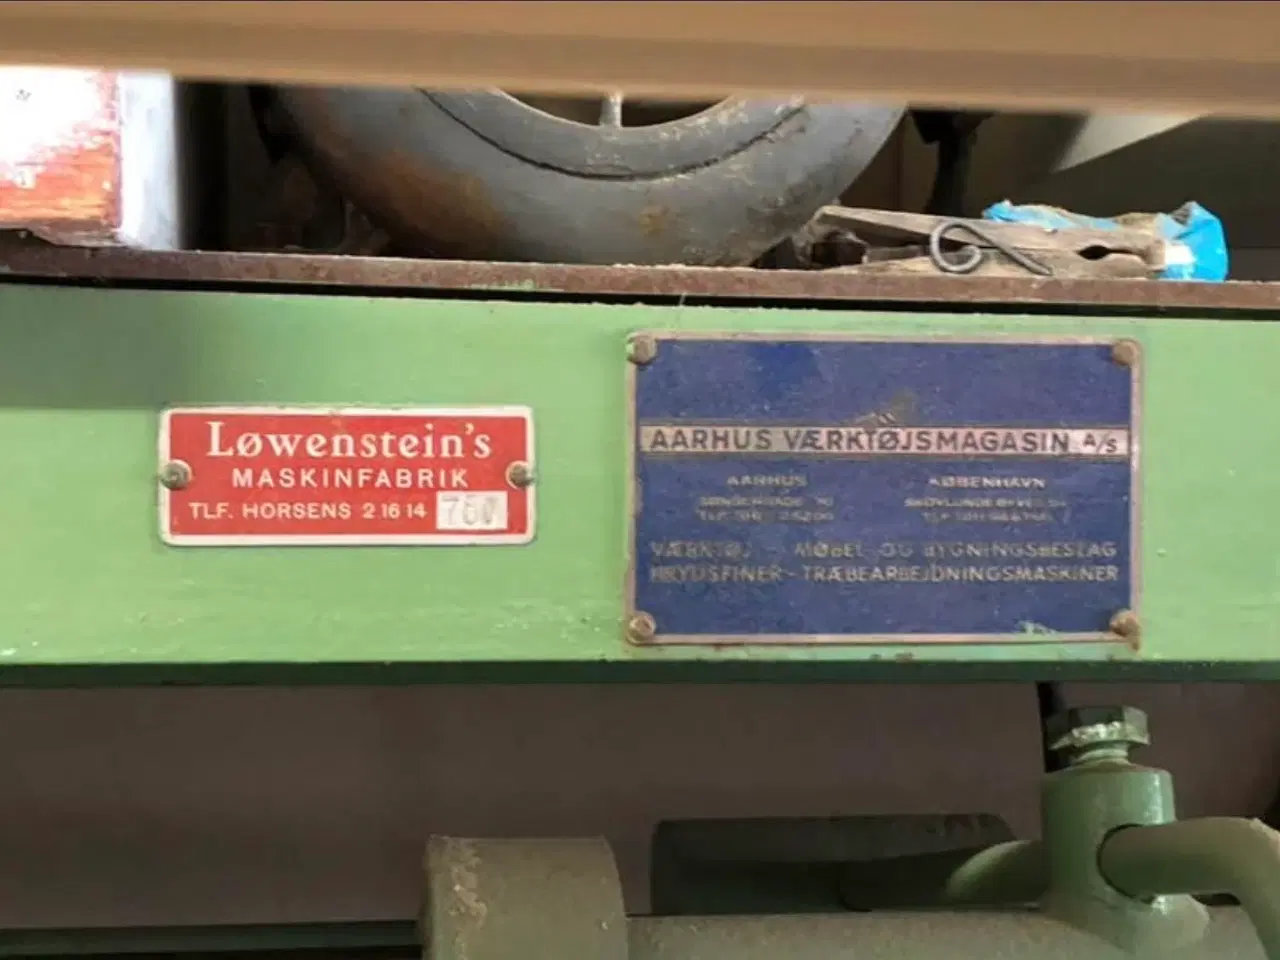 Løwenstein's
MASKINFABRIK
TLF. HORSENS 2 16 14
AARHUS VÆRKTØJSMAGASIN A/S
AARHUS
KØBENHAVN
VÆRKTØJ - MØBEL- OG BYGNINGSBESLAG
KRYDSFINER - TRÆBEARBEJDNINGSMASKINER